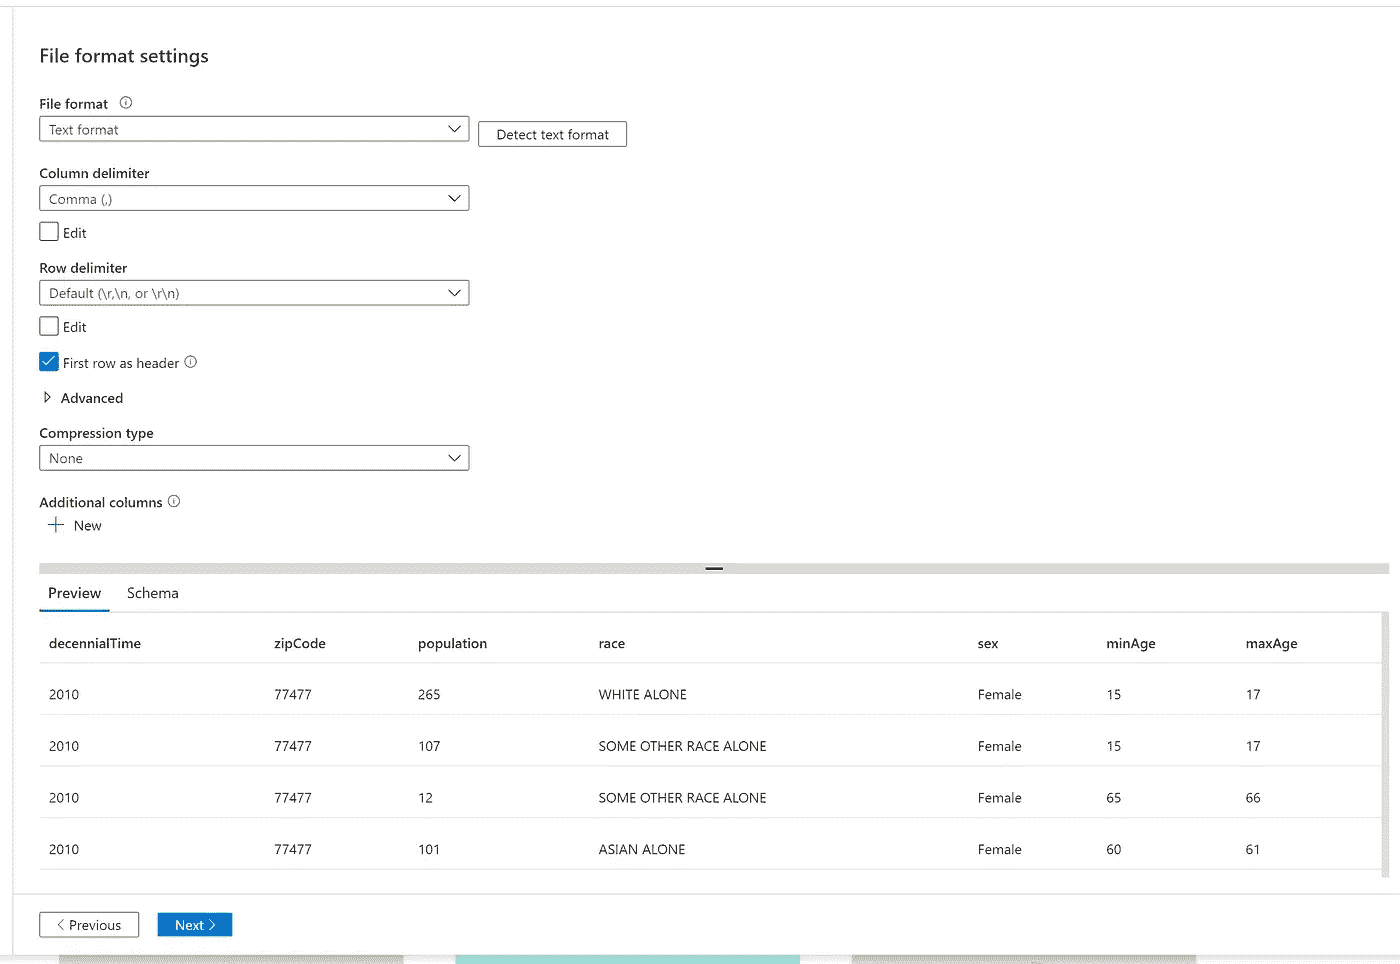 File format settings
File format
Text format
Detect text format
Column delimiter
Comma (,)
Edit
Row delimiter
Default (\r,\n, or \r\n)
Edit
First row as header
Advanced
Compression type
None
Additional columns
New
Preview Schema
decennialTime zipCode population race sex minAge maxAge
2010 77477 265 WHITE ALONE Female 15 17
2010 77477 107 SOME OTHER RACE ALONE Female 15 17
2010 77477 12 SOME OTHER RACE ALONE Female 65 66
2010 77477 101 ASIAN ALONE Female 60 61
Previous Next